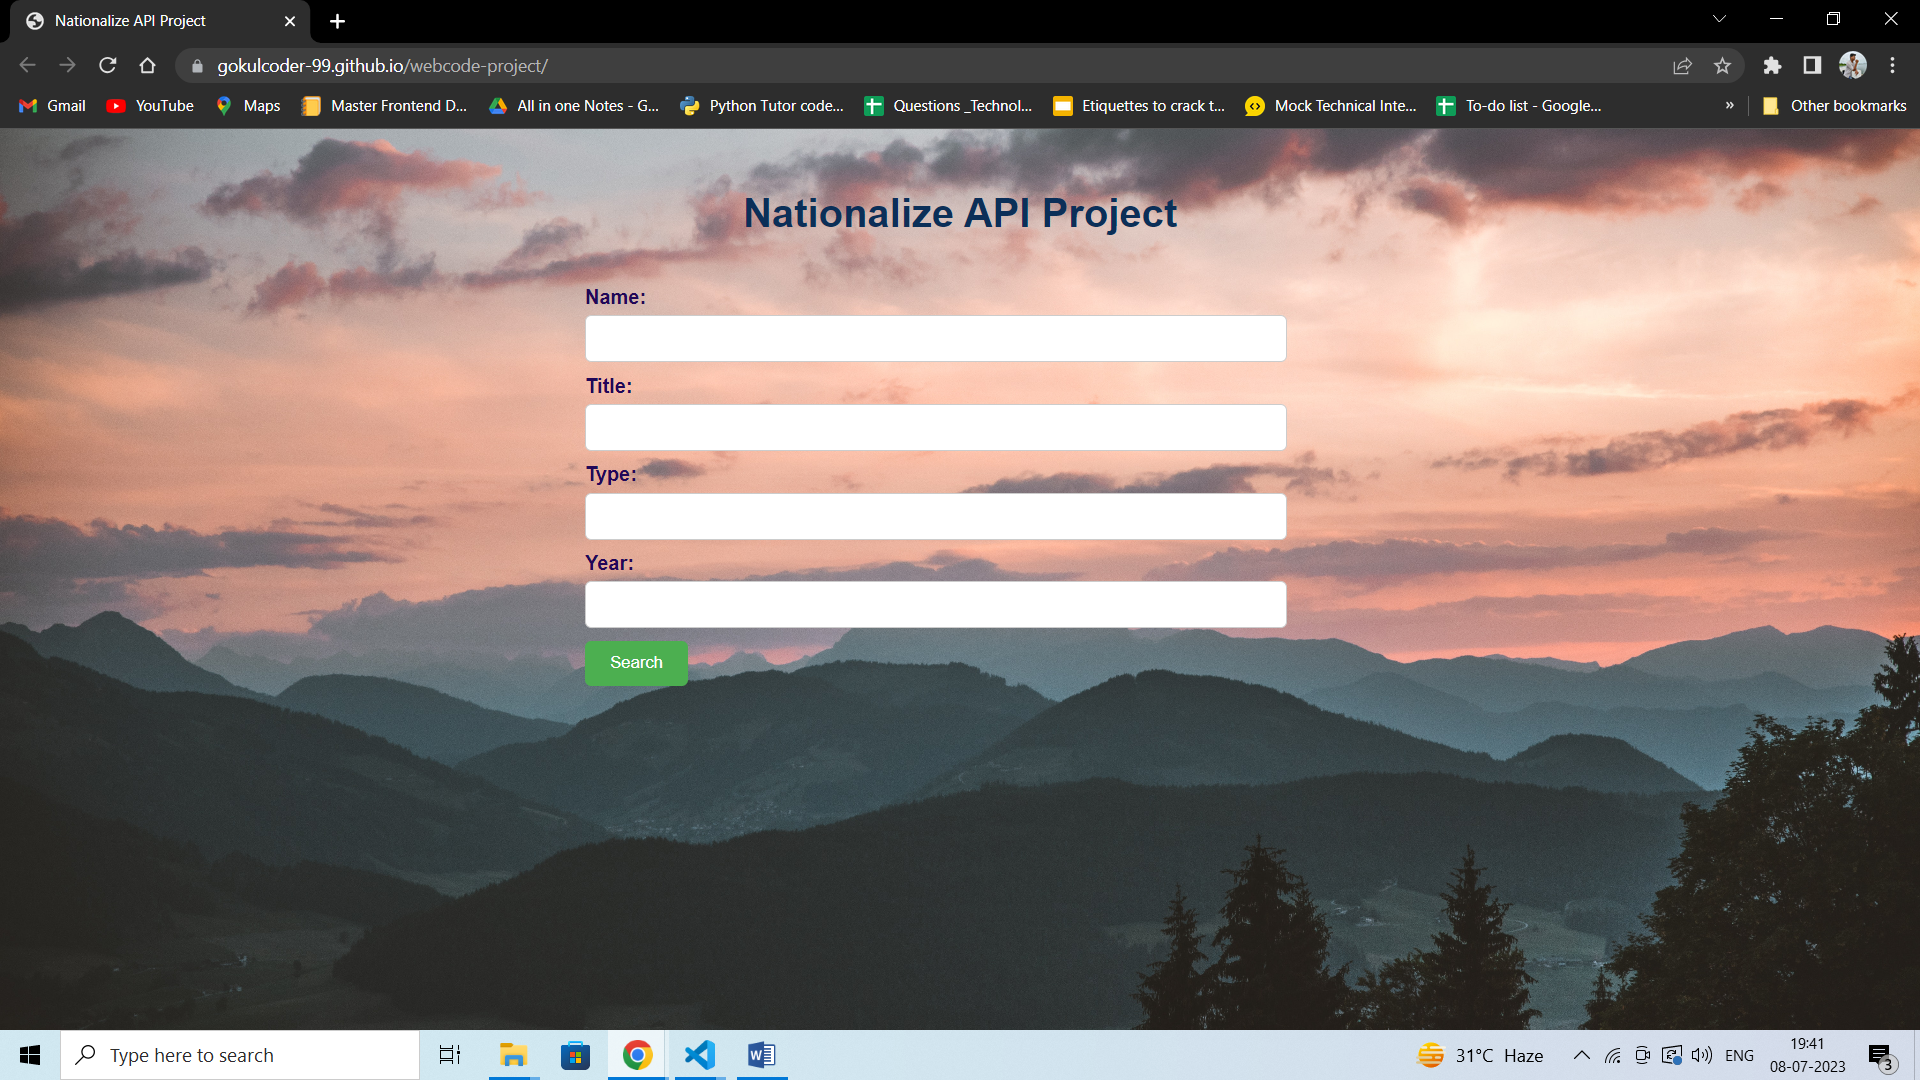 Nationalize API Project
gokulcoder-99.github.io/webcode-project/
Gmail
YouTube
Maps
Master Frontend D...
All in one Notes - G...
Python Tutor code...
Questions _Technol...
Etiquettes to crack t...
Mock Technical Inte...
To-do list - Google...
»
Other bookmarks
Nationalize API Project
Name:
Title:
Type:
Year:
Search
Type here to search
31°C Haze
ENG
19:41
08-07-2023
3